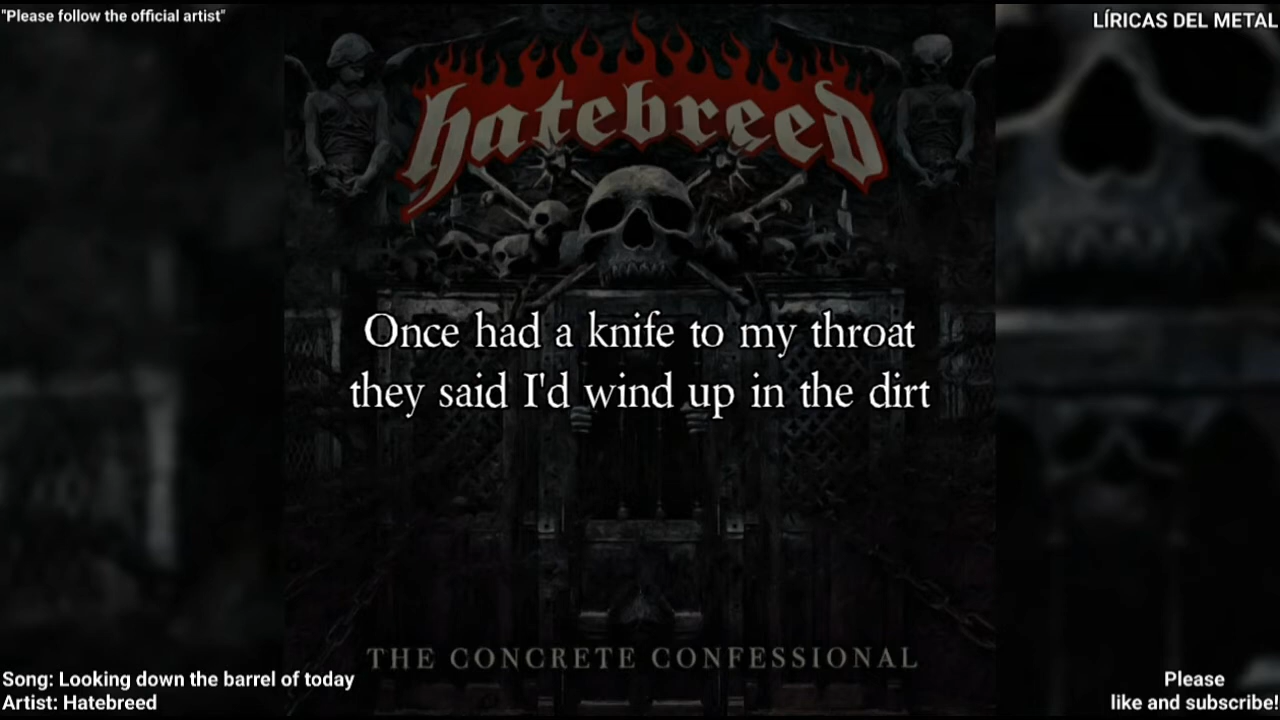 "Please follow the official artist"
LÍRICAS DEL METAL
hatebreed
Once had a knife to my throat
they said I'd wind up in the dirt
THE CONCRETE CONFESSIONAL
Song: Looking down the barrel of today
Artist: Hatebreed
Please
like and subscribe!